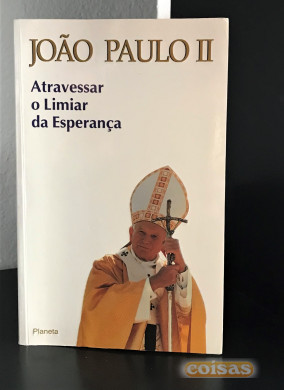 JOÃO PAULO II
Atravessar
o Limiar
da Esperança
Planeta
coisas